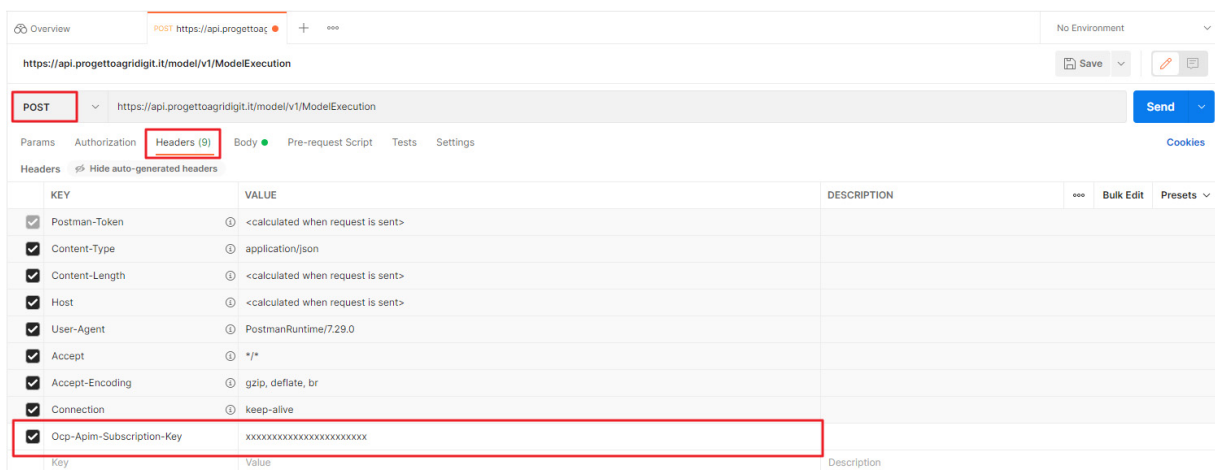 Overview POST https://api.progettoag No Environment
https://api.progettoagridigit.it/model/v1/ModelExecution Save
POST https://api.progettoagridigit.it/model/v1/ModelExecution Send
Params Authorization Headers (9) Body Pre-request Script Tests Settings Cookies
Headers Hide auto-generated headers
KEY VALUE DESCRIPTION ooo Bulk Edit Presets
Postman-Token <calculated when request is sent>
Content-Type application/json
Content-Length <calculated when request is sent>
Host <calculated when request is sent>
User-Agent PostmanRuntime/7.29.0
Accept */*
Accept-Encoding gzip, deflate, br
Connection keep-alive
Ocp-Apim-Subscription-Key xxxxxxxxxxxxxxxxxxxxxxx
Key Value Description